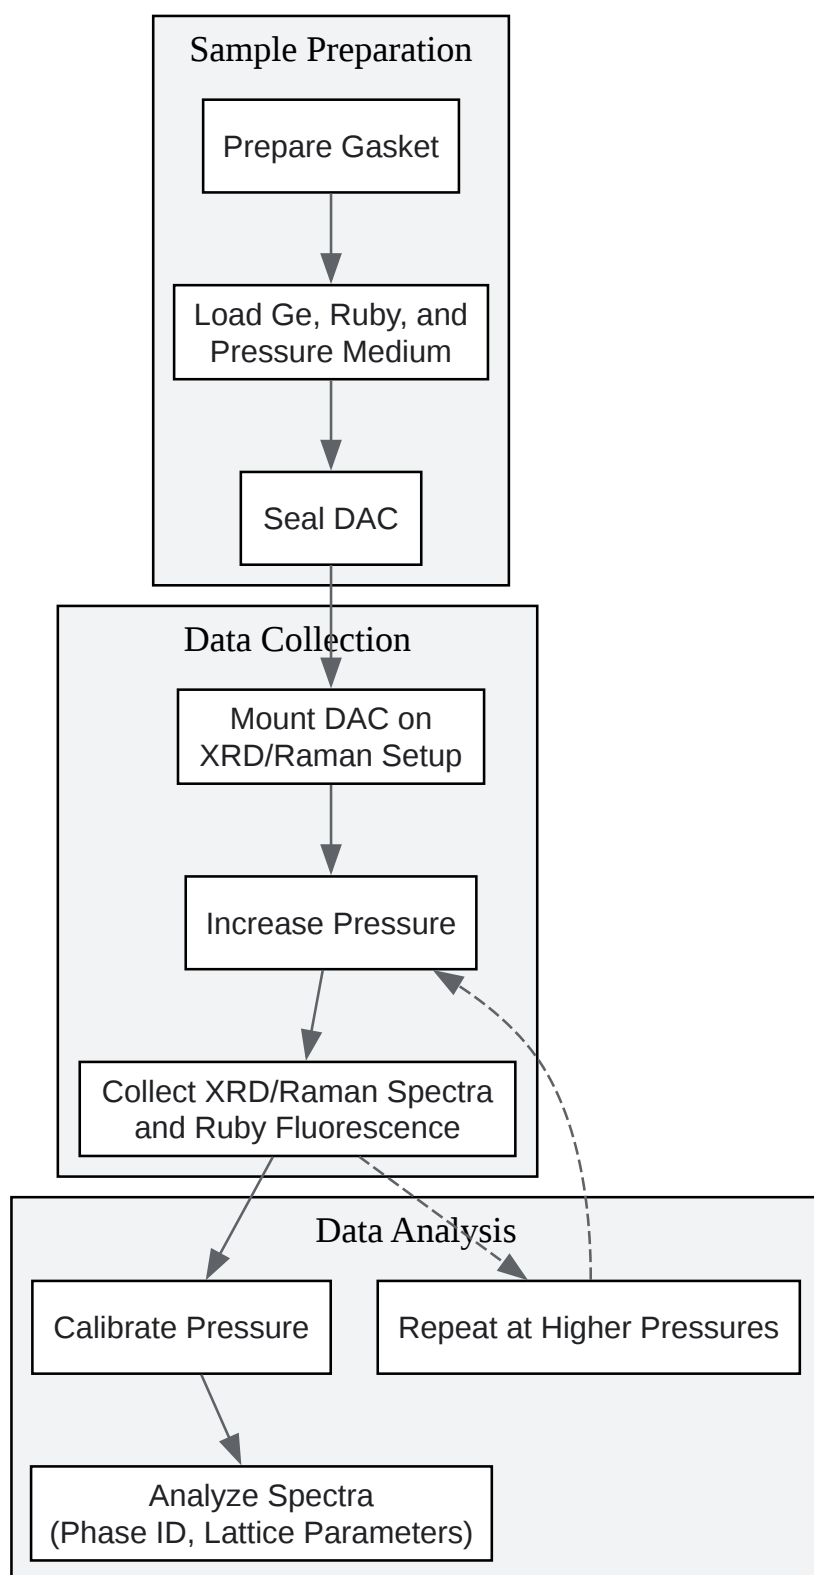 Sample Preparation
Prepare Gasket
Load Ge, Ruby, and
Pressure Medium
Seal DAC
Data Collection
Mount DAC on
XRD/Raman Setup
Increase Pressure
Collect XRD/Raman Spectra
and Ruby Fluorescence
Data Analysis
Calibrate Pressure
Repeat at Higher Pressures
Analyze Spectra
(Phase ID, Lattice Parameters)